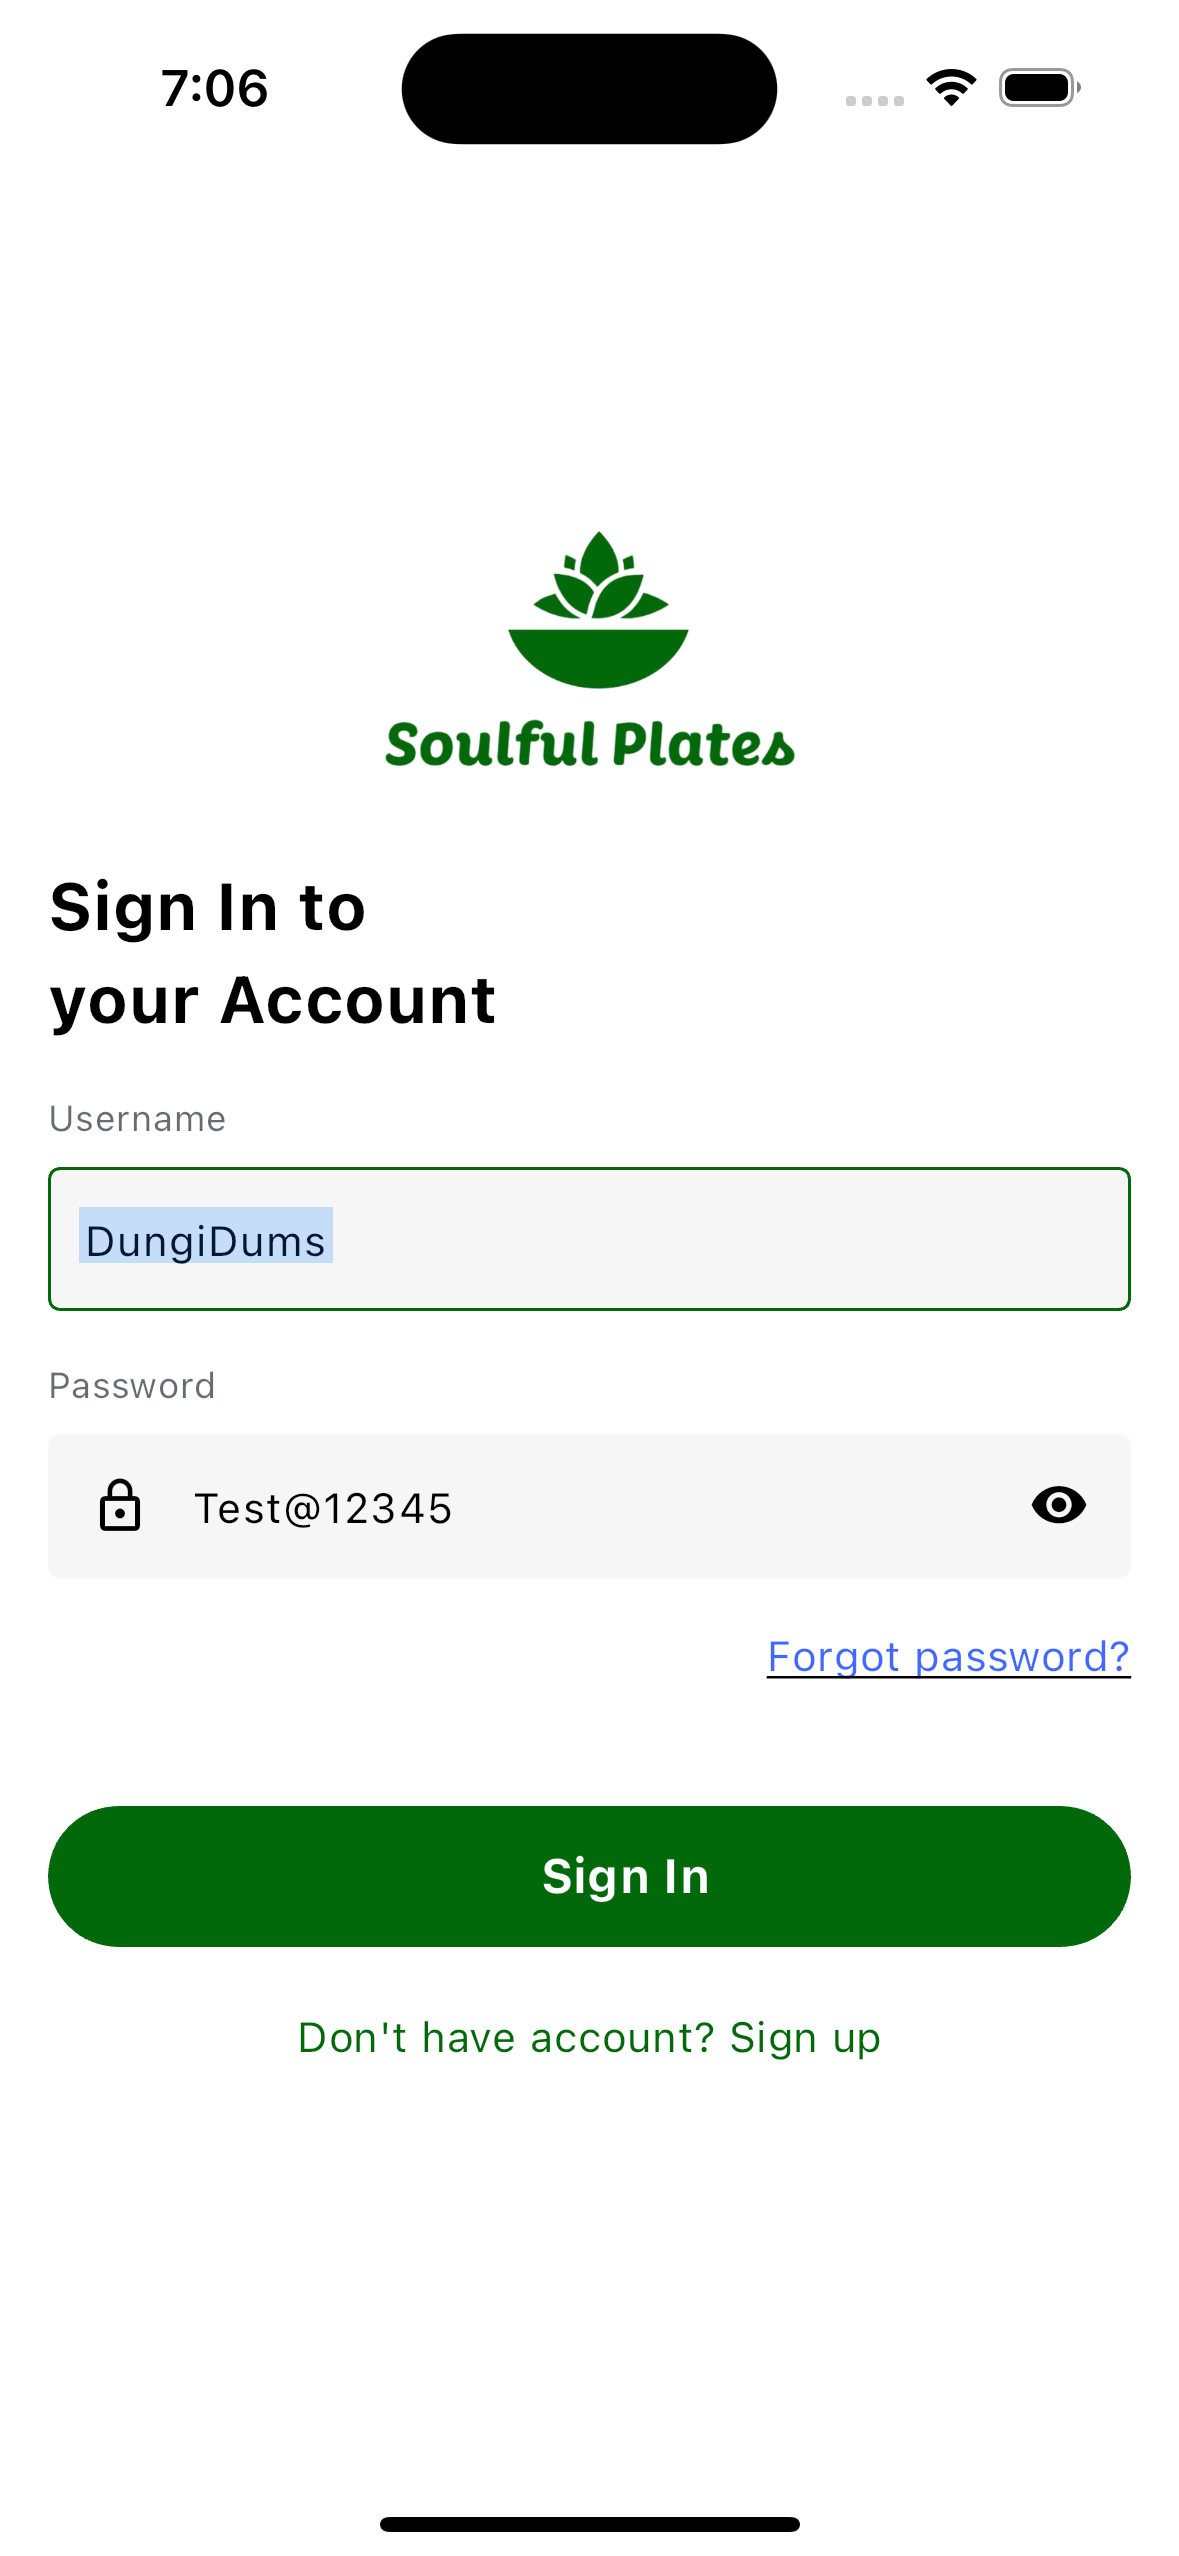 7:06
Soulful Plates
Sign In to
your Account
Username
DungiDums
Password
Test@12345
Forgot password?
Sign In
Don't have account? Sign up